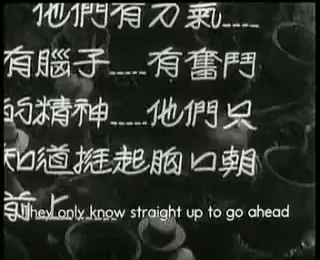 他們有力氣.....
有腦子.....有奮鬥
的精神.....他們只
知道挺起胸口朝
前上
They only know straight up to go ahead